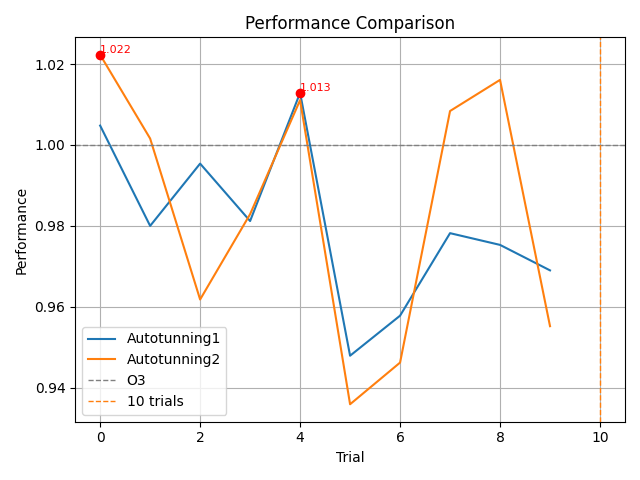 Performance Comparison
1.022
1.013
1.02
1.00
0.98
0.96
0.94
Performance
Autotunning1
Autotunning2
O3
10 trials
0 2 4 6 8 10
Trial